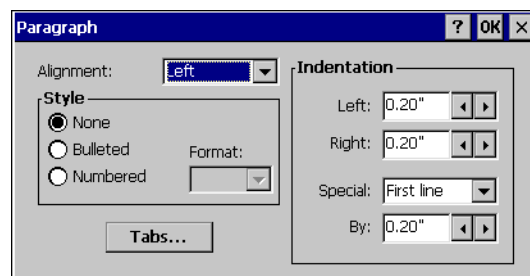 Paragraph ? OK ×
Alignment: Left
Style
None
Bulleted
Numbered
Format:
Tabs...
Indentation
Left: 0.20"
Right: 0.20"
Special: First line
By: 0.20"